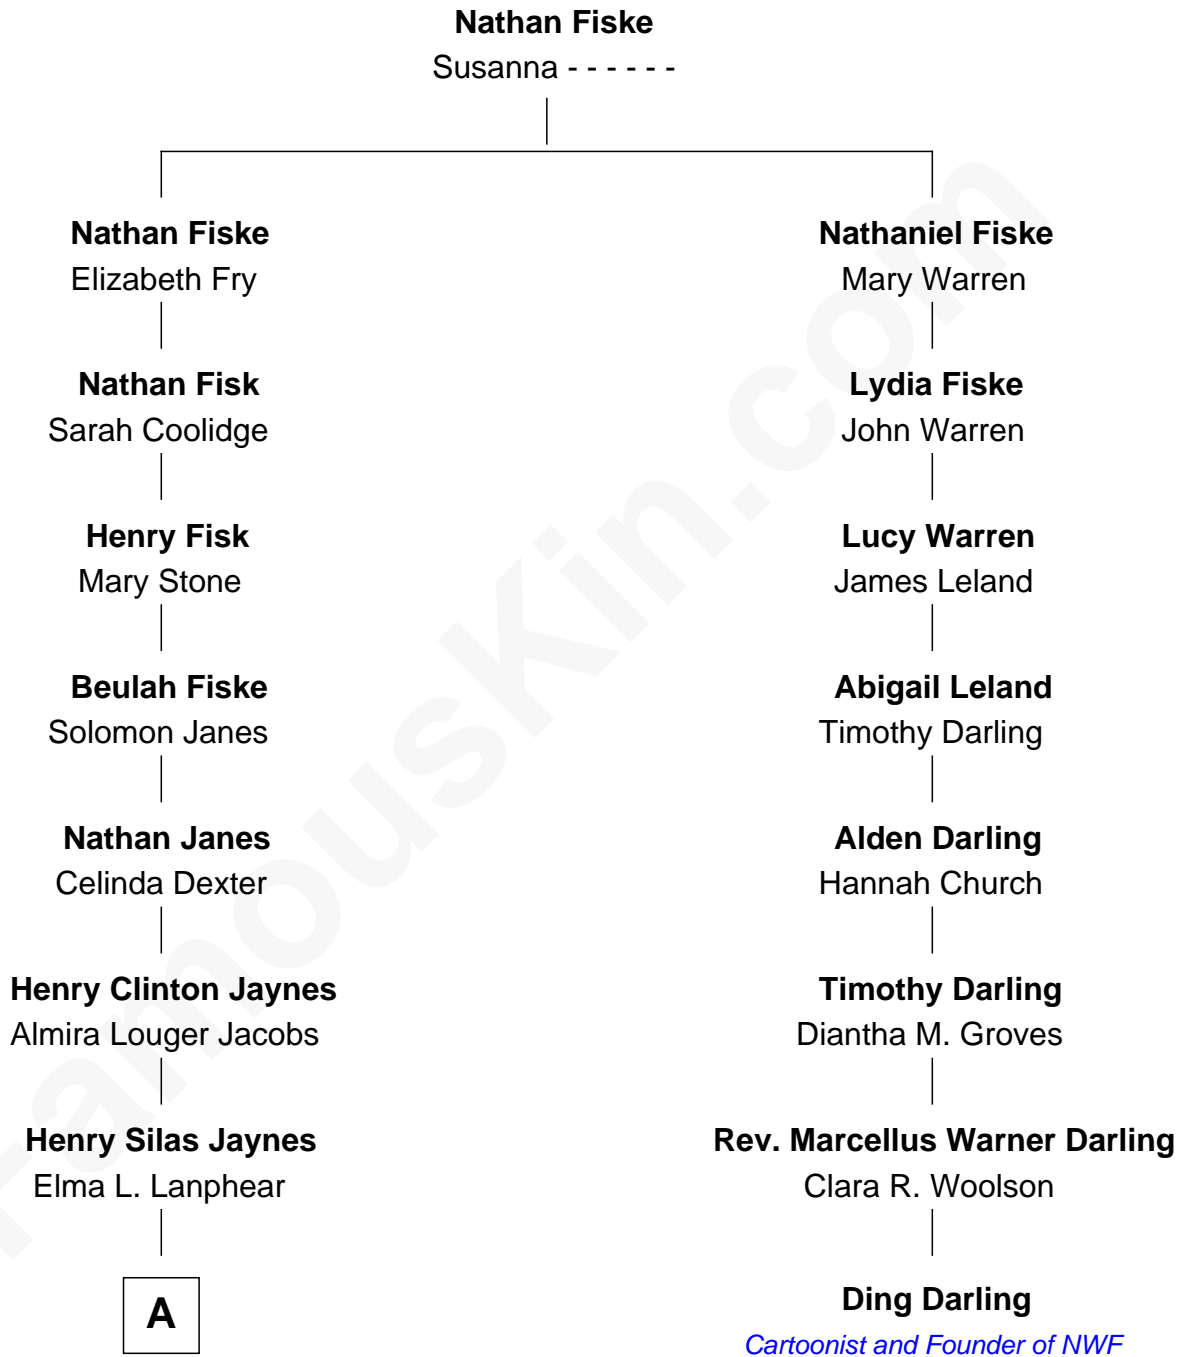 Nathan Fiske
Susanna - - - - - -
Nathan Fiske
Elizabeth Fry
Nathan Fisk
Sarah Coolidge
Henry Fisk
Mary Stone
Beulah Fiske
Solomon Janes
Nathan Janes
Celinda Dexter
Henry Clinton Jaynes
Almira Louger Jacobs
Henry Silas Jaynes
Elma L. Lanphear
A
Nathaniel Fiske
Mary Warren
Lydia Fiske
John Warren
Lucy Warren
James Leland
Abigail Leland
Timothy Darling
Alden Darling
Hannah Church
Timothy Darling
Diantha M. Groves
Rev. Marcellus Warner Darling
Clara R. Woolson
Ding Darling
Cartoonist and Founder of NWF
FamousKin.com